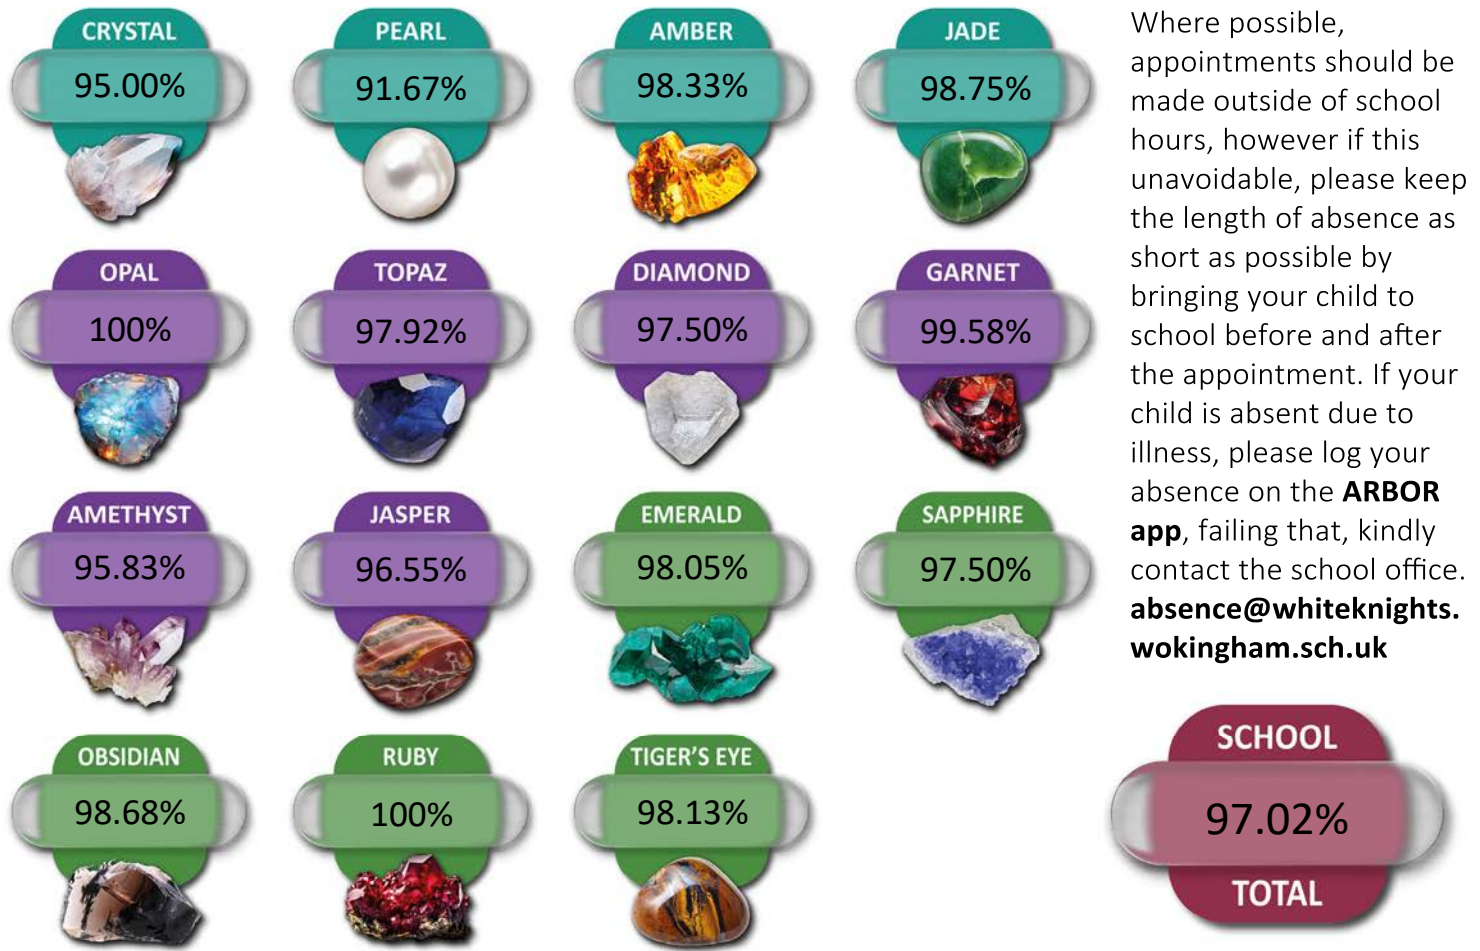 CRYSTAL
95.00%
PEARL
91.67%
AMBER
98.33%
JADE
98.75%
OPAL
100%
TOPAZ
97.92%
DIAMOND
97.50%
GARNET
99.58%
AMETHYST
95.83%
JASPER
96.55%
EMERALD
98.05%
SAPPHIRE
97.50%
OBSIDIAN
98.68%
RUBY
100%
TIGER'S EYE
98.13%
Where possible,
appointments should be
made outside of school
hours, however if this
unavoidable, please keep
the length of absence as
short as possible by
bringing your child to
school before and after
the appointment. If your
child is absent due to
illness, please log your
absence on the ARBOR
app, failing that, kindly
contact the school office.
absence@whiteknights.
wokingham.sch.uk
SCHOOL
97.02%
TOTAL